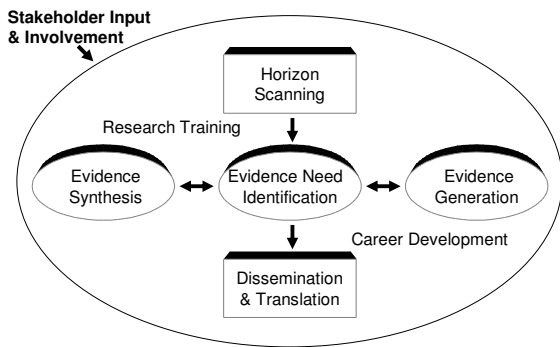 Stakeholder Input
& Involvement
Horizon
Scanning
Research Training
Evidence
Synthesis
Evidence Need
Identification
Evidence
Generation
Career Development
Dissemination
& Translation